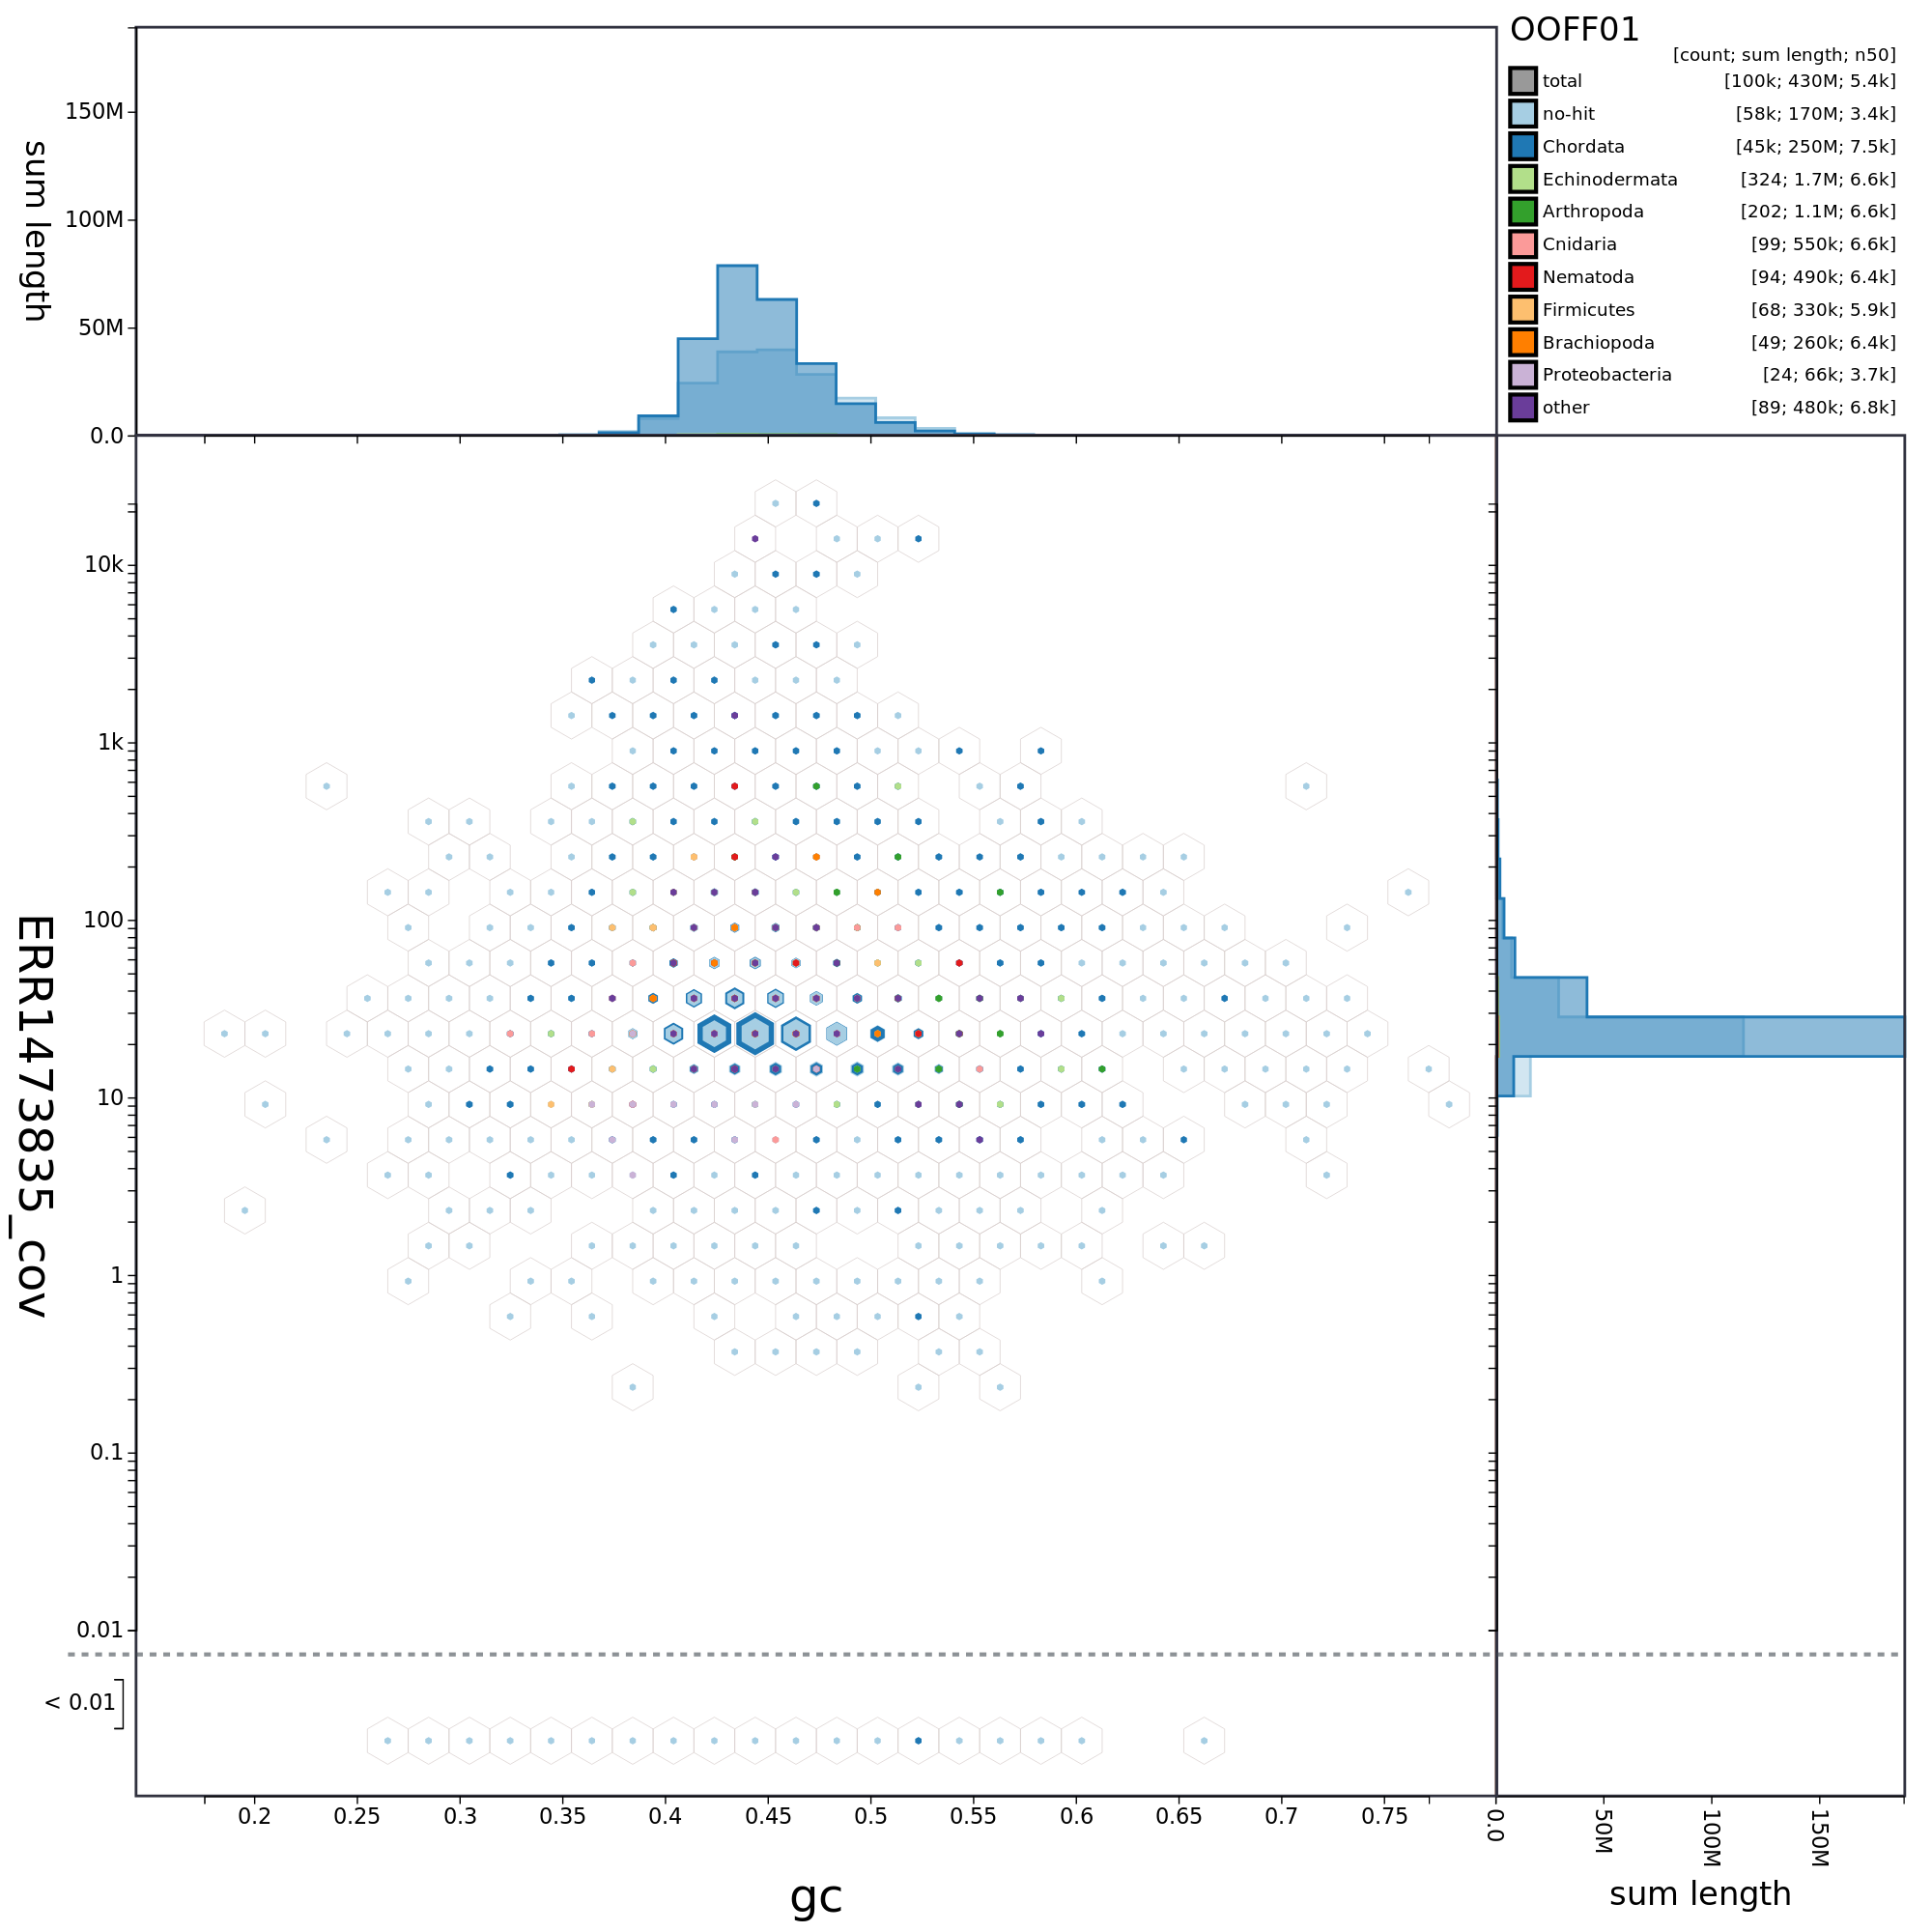 OOFF01
[count; sum length; n50]
total [100k; 430M; 5.4k]
no-hit [58k; 170M; 3.4k]
Chordata [45k; 250M; 7.5k]
Echinodermata [324; 1.7M; 6.6k]
Arthropoda [202; 1.1M; 6.6k]
Cnidaria [99; 550k; 6.6k]
Nematoda [94; 490k; 6.4k]
Firmicutes [68; 330k; 5.9k]
Brachiopoda [49; 260k; 6.4k]
Proteobacteria [24; 66k; 3.7k]
other [89; 480k; 6.8k]
sum length
150M
100M
50M
0.0
ERR1473835_cov
10k
1k
100
10
1
0.1
0.01
< 0.01
0.2 0.25 0.3 0.35 0.4 0.45 0.5 0.55 0.6 0.65 0.7 0.75
gc
0.0 50M 100M 150M
sum length